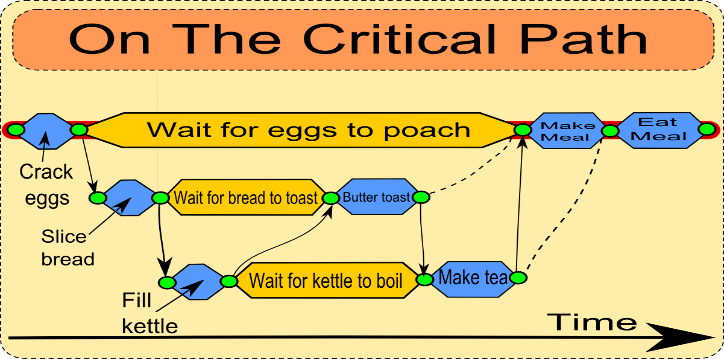 On The Critical Path
Wait for eggs to poach
Make
Meal
Eat
Meal
Crack
eggs
Wait for bread to toast
Butter toast
Slice
bread
Wait for kettle to boil
Make tea
Fill
kettle
Time